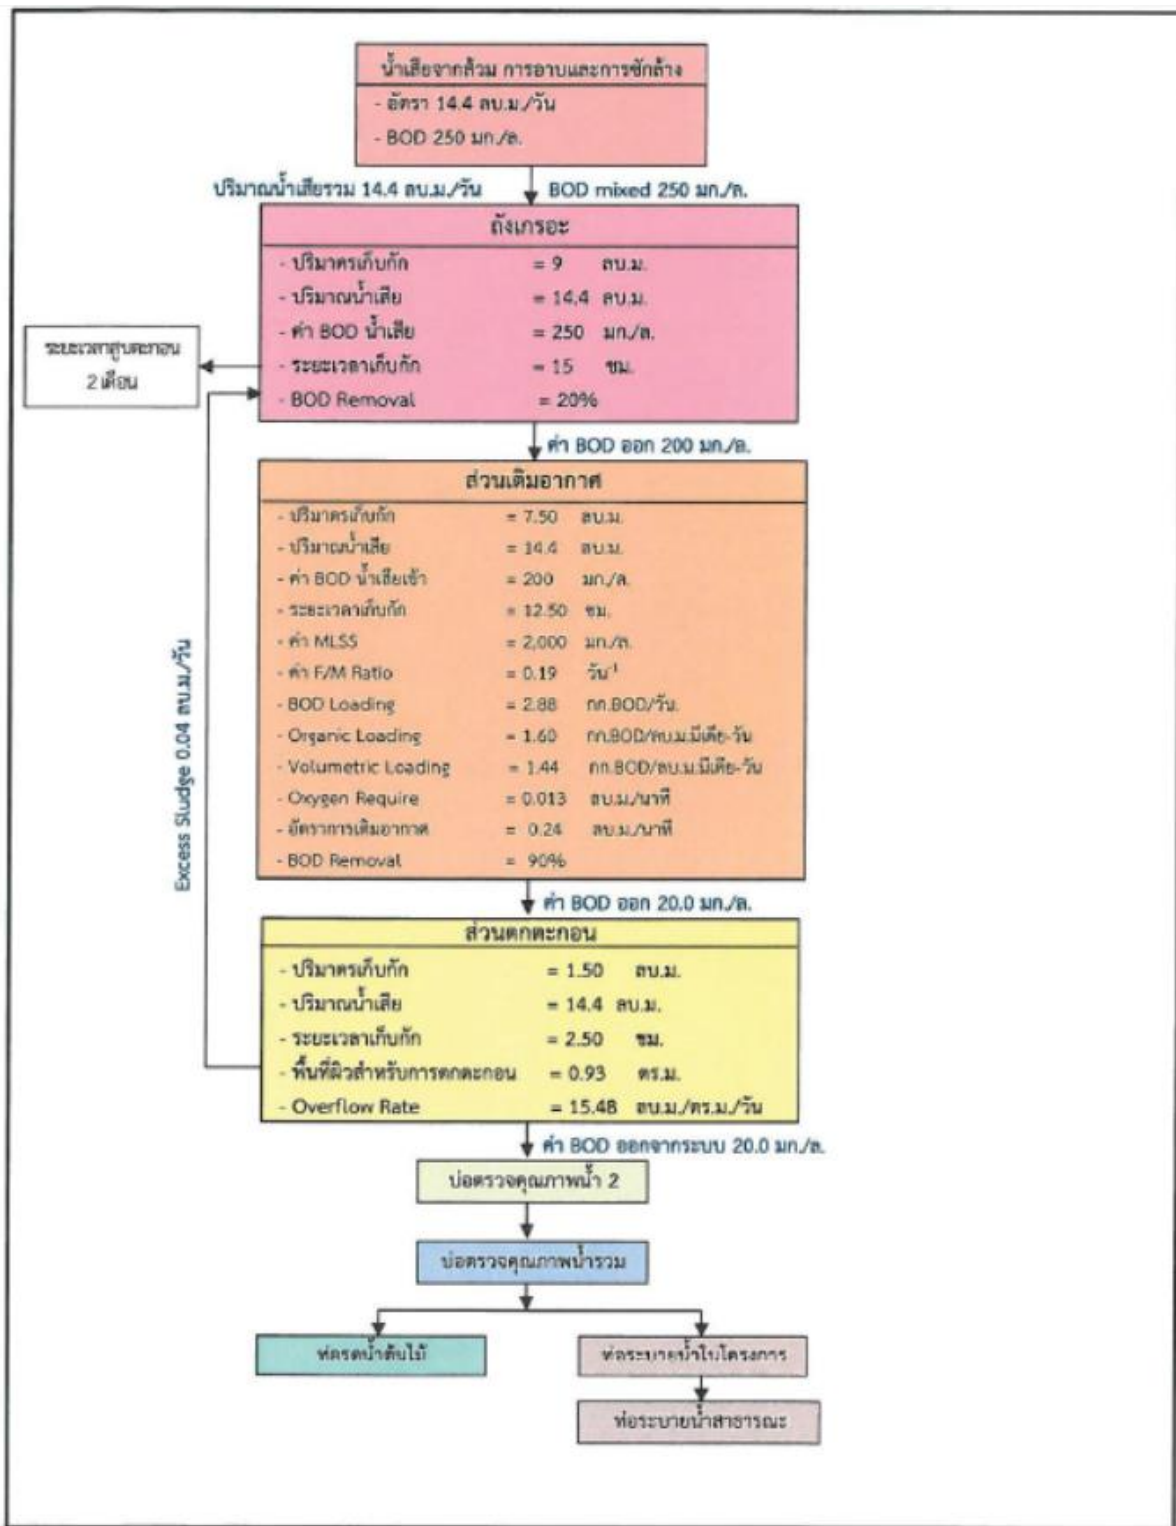 น้ำเสียจากส้วม การอาบและการซักล้าง
- อัตรา 14.4 ลบ.ม./วัน
- BOD 250 มก./ล.
ปริมาณน้ำเสียรวม 14.4 ลบ.ม./วัน BOD mixed 250 มก./ล.
ถังเกรอะ
- ปริมาตรเก็บกัก = 9 ลบ.ม.
- ปริมาณน้ำเสีย = 14.4 ลบ.ม.
- ค่า BOD น้ำเสีย = 250 มก./ล.
- ระยะเวลาเก็บกัก = 15 ชม.
- BOD Removal = 20%
ระยะเวลาสูบตะกอน
2 เดือน
ค่า BOD ออก 200 มก./ล.
ส่วนเติมอากาศ
- ปริมาตรเก็บกัก = 7.50 ลบ.ม.
- ปริมาณน้ำเสีย = 14.4 ลบ.ม.
- ค่า BOD น้ำเสียเข้า = 200 มก./ล.
- ระยะเวลาเก็บกัก = 12.50 ชม.
- ค่า MLSS = 2,000 มก./ล.
- ค่า F/M Ratio = 0.19 วัน⁻¹
- BOD Loading = 2.88 กก.BOD/วัน.
- Organic Loading = 1.60 กก.BOD/ลบ.ม.มีเดีย-วัน
- Volumetric Loading = 1.44 กก.BOD/ลบ.ม.มีเดีย-วัน
- Oxygen Require = 0.013 ลบ.ม./นาที
- อัตราการเติมอากาศ = 0.24 ลบ.ม./นาที
- BOD Removal = 90%
Excess Sludge 0.04 ลบ.ม./วัน
ค่า BOD ออก 20.0 มก./ล.
ส่วนตกตะกอน
- ปริมาตรเก็บกัก = 1.50 ลบ.ม.
- ปริมาณน้ำเสีย = 14.4 ลบ.ม.
- ระยะเวลาเก็บกัก = 2.50 ชม.
- พื้นที่ผิวสำหรับการตกตะกอน = 0.93 ตร.ม.
- Overflow Rate = 15.48 ลบ.ม./ตร.ม./วัน
ค่า BOD ออกจากระบบ 20.0 มก./ล.
บ่อตรวจคุณภาพน้ำ 2
บ่อตรวจคุณภาพน้ำรวม
ท่อรดน้ำต้นไม้ ท่อระบายน้ำในโครงการ
ท่อระบายน้ำสาธารณะ